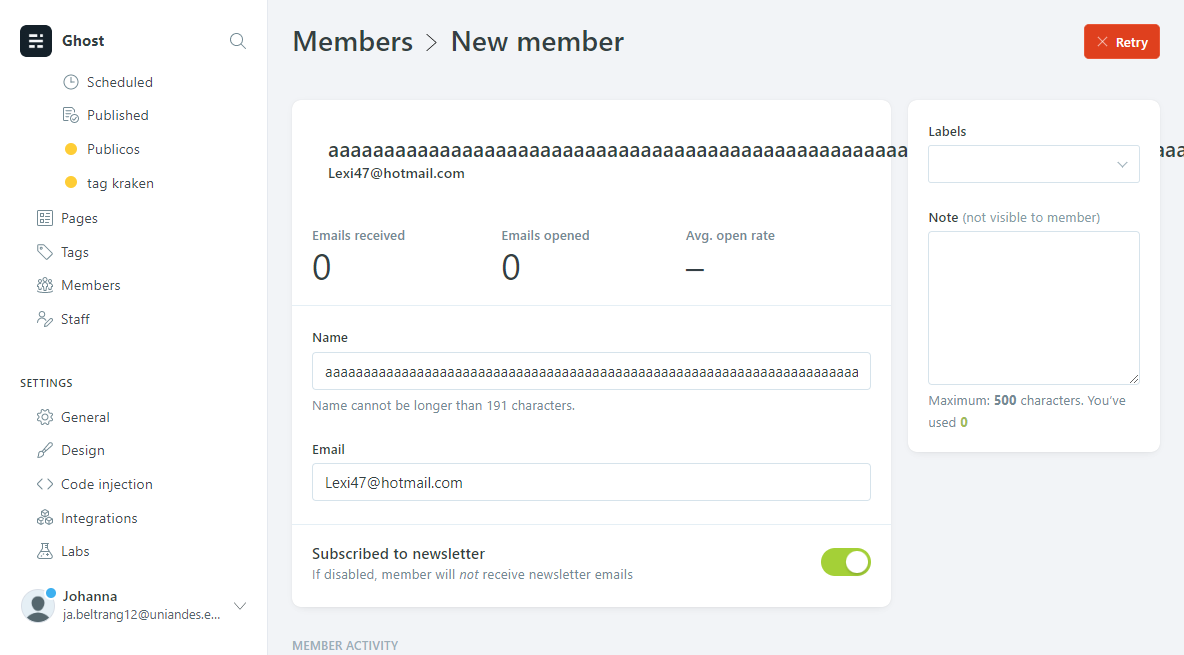 Ghost
Scheduled
Published
Publicos
tag kraken
Pages
Tags
Members
Staff
SETTINGS
General
Design
Code injection
Integrations
Labs
Johanna
ja.beltrang12@uniandes.e...
Members > New member
Retry
Lexi47@hotmail.com
Emails received
0
Emails opened
0
Avg. open rate
–
Name
Name cannot be longer than 191 characters.
Email
Lexi47@hotmail.com
Subscribed to newsletter
If disabled, member will not receive newsletter emails
MEMBER ACTIVITY
Labels
Note (not visible to member)
Maximum: 500 characters. You've
used 0